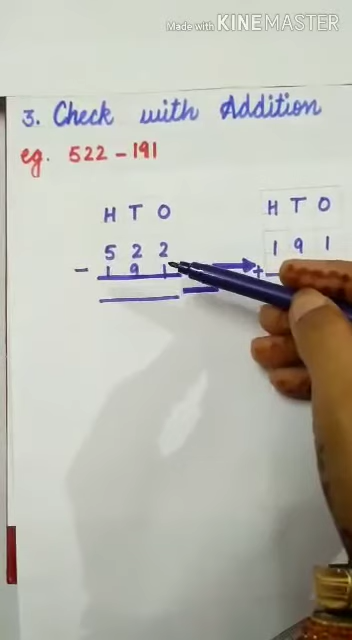 Made with KINEMASTER
3. Check with Addition
eg. 522 - 191
H T O
5 2 2
- 1 9 1
H T O
1 9 1
+